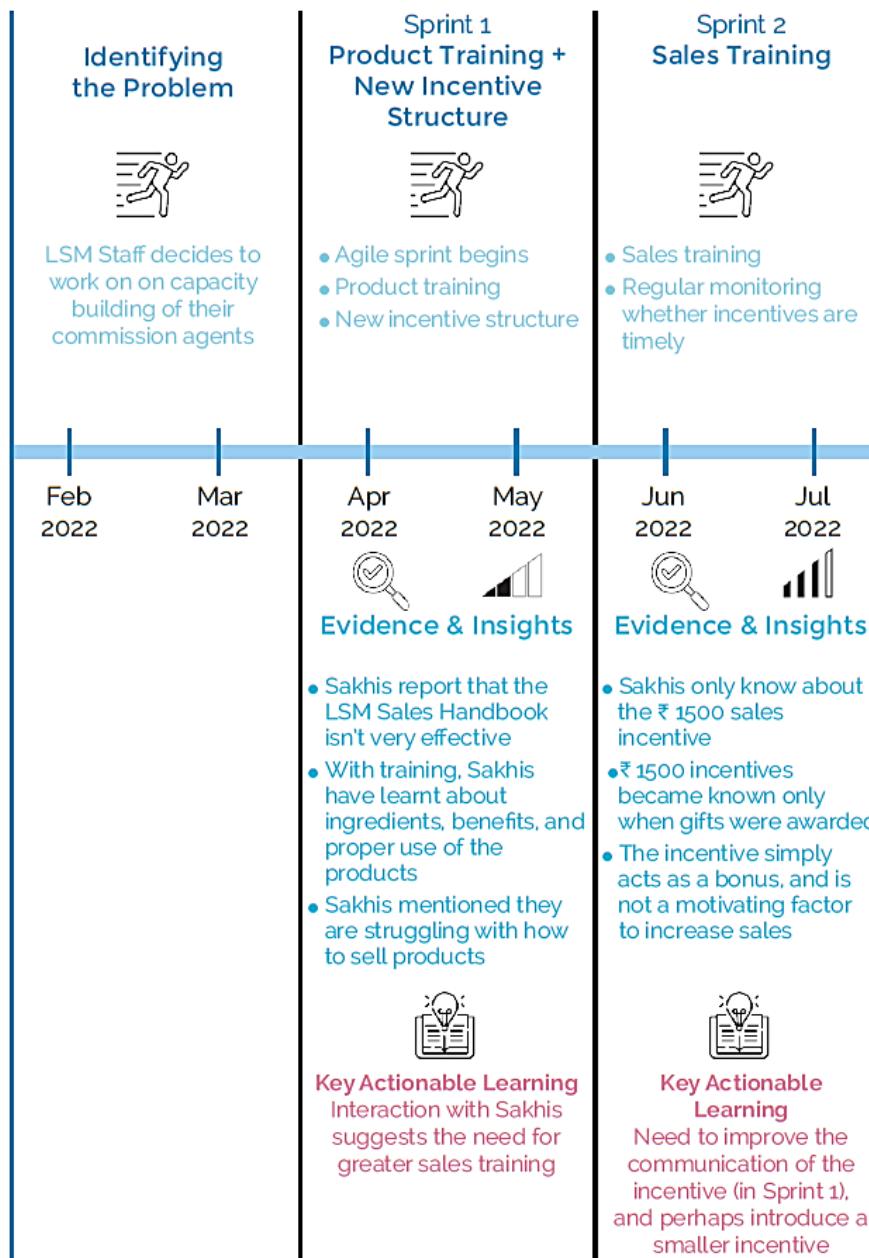 Identifying
the Problem
LSM Staff decides to
work on on capacity
building of their
commission agents
Sprint 1
Product Training +
New Incentive
Structure
• Agile sprint begins
• Product training
• New incentive structure
Sprint 2
Sales Training
• Sales training
• Regular monitoring
whether incentives are
timely
Feb
2022
Mar
2022
Apr
2022
May
2022
Jun
2022
Jul
2022
Evidence & Insights
• Sakhis report that the
LSM Sales Handbook
isn't very effective
• With training, Sakhis
have learnt about
ingredients, benefits, and
proper use of the
products
• Sakhis mentioned they
are struggling with how
to sell products
Key Actionable Learning
Interaction with Sakhis
suggests the need for
greater sales training
Evidence & Insights
• Sakhis only know about
the ₹ 1500 sales
incentive
• ₹ 1500 incentives
became known only
when gifts were awarded
• The incentive simply
acts as a bonus, and is
not a motivating factor
to increase sales
Key Actionable
Learning
Need to improve the
communication of the
incentive (in Sprint 1),
and perhaps introduce a
smaller incentive